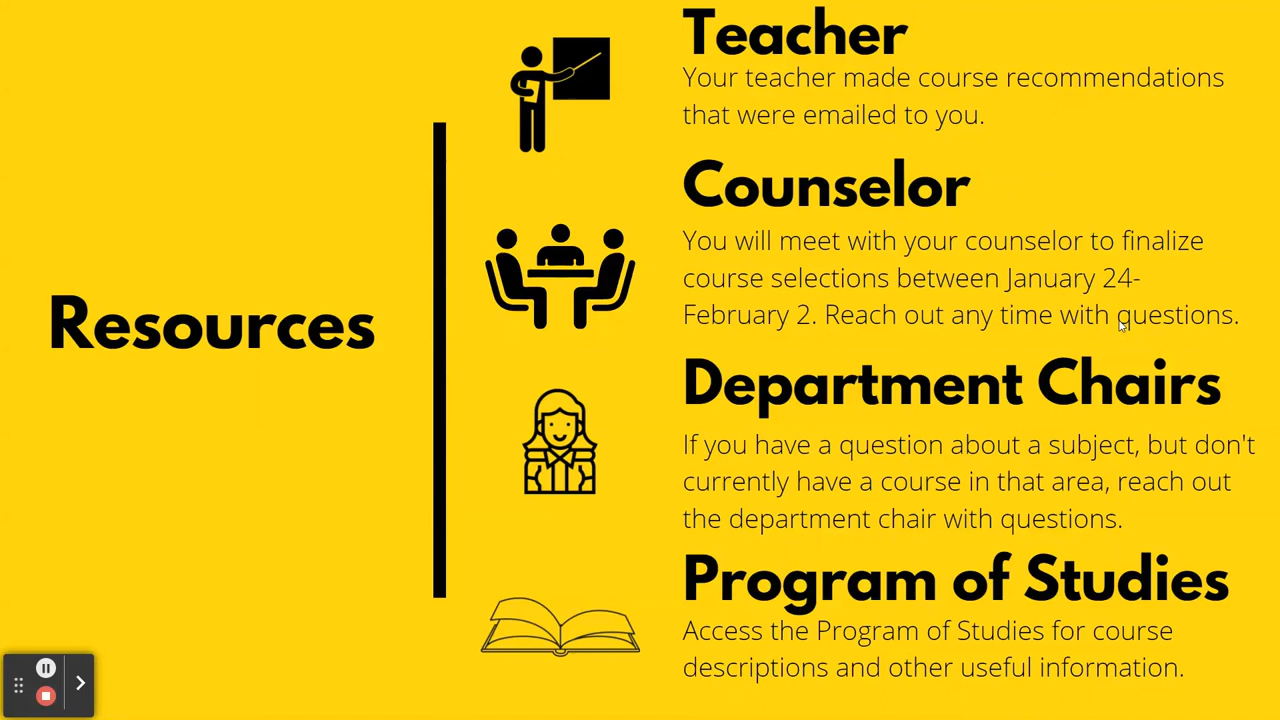 Resources
Teacher
Your teacher made course recommendations
that were emailed to you.
Counselor
You will meet with your counselor to finalize
course selections between January 24-
February 2. Reach out any time with questions.
Department Chairs
If you have a question about a subject, but don't
currently have a course in that area, reach out
the department chair with questions.
Program of Studies
Access the Program of Studies for course
descriptions and other useful information.